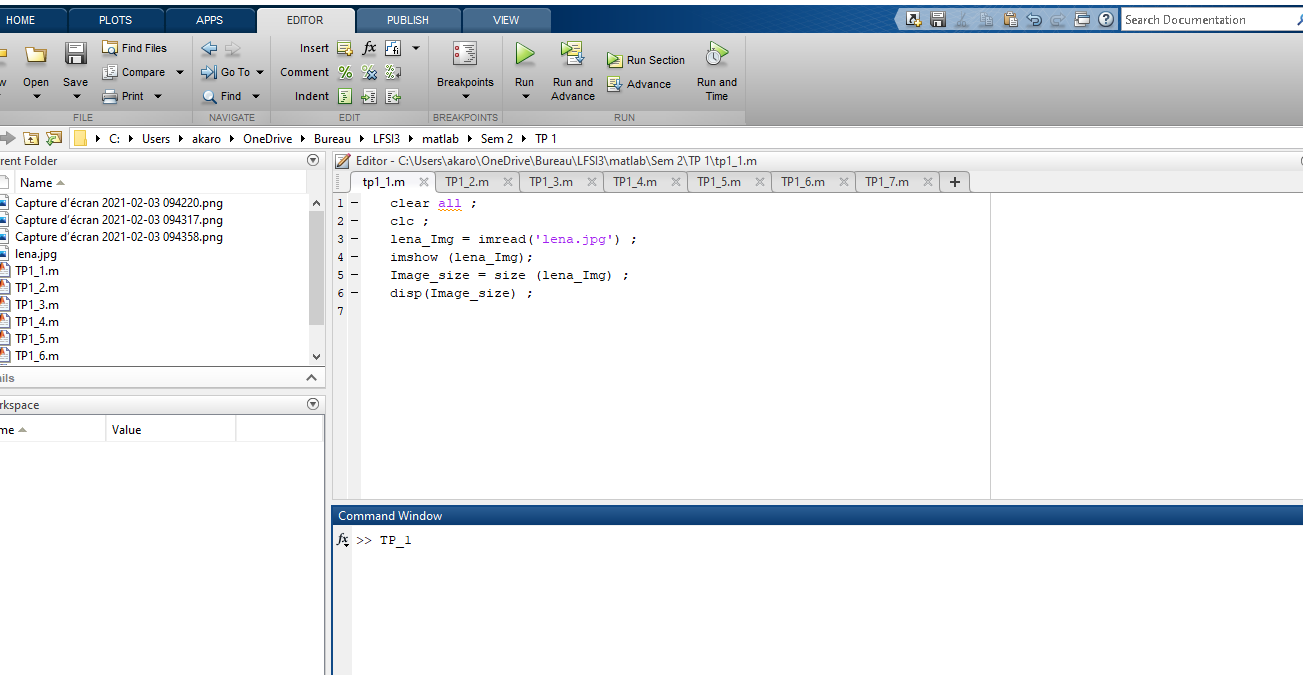 HOME PLOTS APPS EDITOR PUBLISH VIEW Search Documentation
Open Save Find Files Compare Print
Go To Find
Insert fx Comment Indent
Breakpoints
Run Run and Advance Run Section Advance Run and Time
FILE NAVIGATE EDIT BREAKPOINTS RUN
C: Users akaro OneDrive Bureau LFSI3 matlab Sem 2 TP 1
rent Folder
Name
Capture d'écran 2021-02-03 094220.png
Capture d'écran 2021-02-03 094317.png
Capture d'écran 2021-02-03 094358.png
lena.jpg
TP1_1.m
TP1_2.m
TP1_3.m
TP1_4.m
TP1_5.m
TP1_6.m
ails
rkspace
me Value
Editor - C:\Users\akaro\OneDrive\Bureau\LFSI3\matlab\Sem 2\TP 1\tp1_1.m
tp1_1.m TP1_2.m TP1_3.m TP1_4.m TP1_5.m TP1_6.m TP1_7.m +
1 clear all ;
2 clc ;
3 lena_Img = imread('lena.jpg') ;
4 imshow (lena_Img);
5 Image_size = size (lena_Img) ;
6 disp(Image_size) ;
7
Command Window
fx >> TP_1